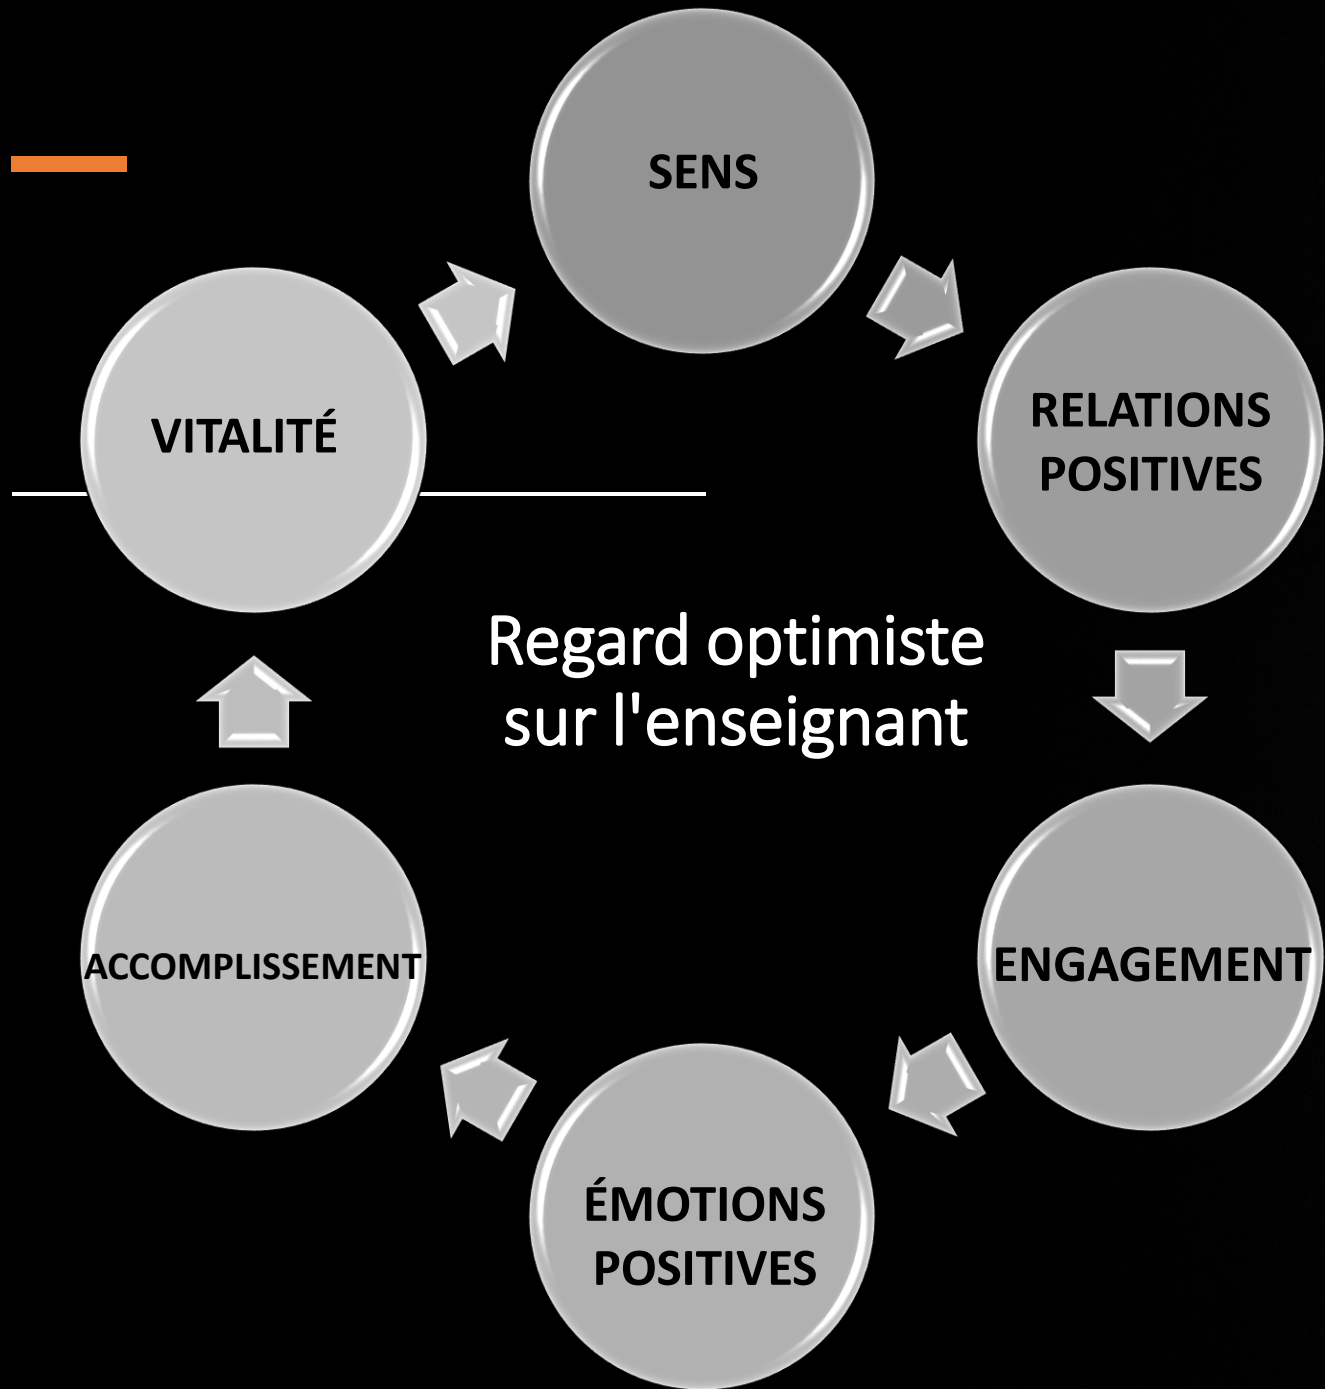 SENS
RELATIONS
POSITIVES
ENGAGEMENT
ÉMOTIONS
POSITIVES
ACCOMPLISSEMENT
VITALITÉ
Regard optimiste
sur l'enseignant